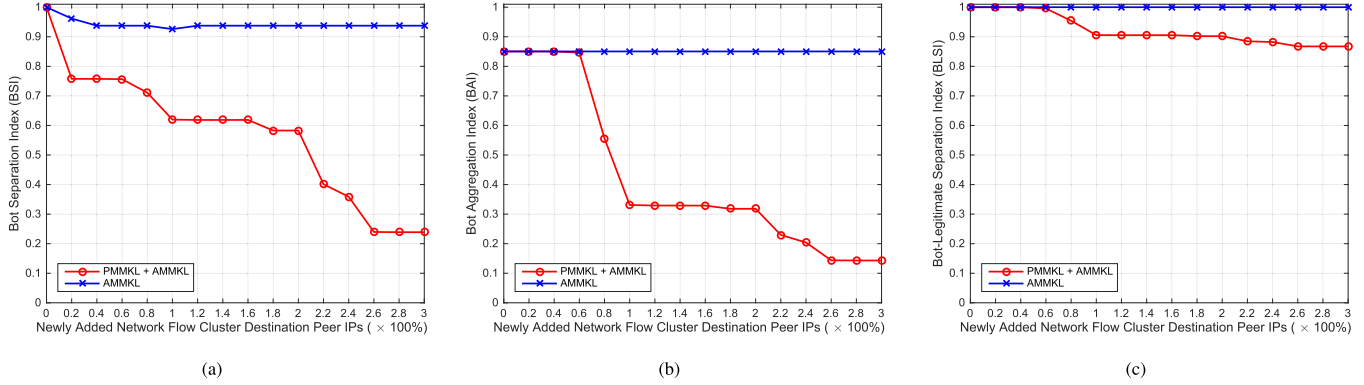 1
0.9
0.8
0.7
0.6
0.5
0.4
0.3
0.2
0.1
0
Bot Separation Index (BSI)
PMMKL + AMMKL
AMMKL
0 0.2 0.4 0.6 0.8 1 1.2 1.4 1.6 1.8 2 2.2 2.4 2.6 2.8 3
Newly Added Network Flow Cluster Destination Peer IPs ( × 100%)
(a)
1
0.9
0.8
0.7
0.6
0.5
0.4
0.3
0.2
0.1
0
Bot Aggregation Index (BAI)
PMMKL + AMMKL
AMMKL
0 0.2 0.4 0.6 0.8 1 1.2 1.4 1.6 1.8 2 2.2 2.4 2.6 2.8 3
Newly Added Network Flow Cluster Destination Peer IPs ( × 100%)
(b)
1
0.9
0.8
0.7
0.6
0.5
0.4
0.3
0.2
0.1
0
Bot-Legitimate Separation Index (BLSI)
PMMKL + AMMKL
AMMKL
0 0.2 0.4 0.6 0.8 1 1.2 1.4 1.6 1.8 2 2.2 2.4 2.6 2.8 3
Newly Added Network Flow Cluster Destination Peer IPs ( × 100%)
(c)